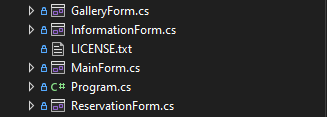 GalleryForm.cs
InformationForm.cs
LICENSE.txt
MainForm.cs
C# Program.cs
ReservationForm.cs